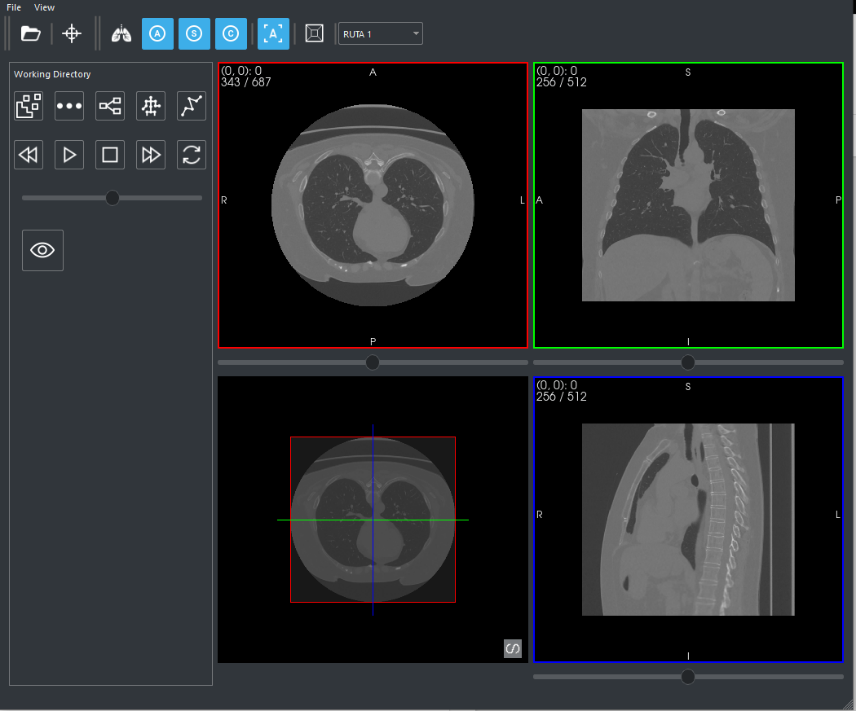 File View
A S C A RUTA 1
Working Directory
(0, 0): 0
343 / 687
A
R
L
P
(0, 0): 0
256 / 512
S
A
P
I
(0, 0): 0
256 / 512
S
R
L
I